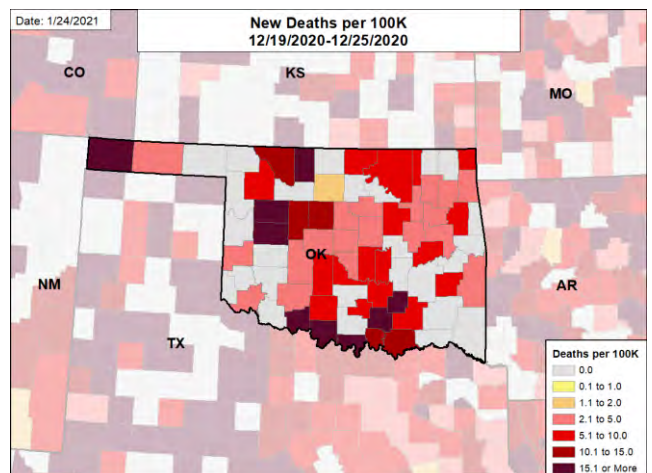 Date: 1/24/2021
New Deaths per 100K
12/19/2020-12/25/2020
CO
KS
MO
OK
NM
AR
TX
Deaths per 100K
0.0
0.1 to 1.0
1.1 to 2.0
2.1 to 5.0
5.1 to 10.0
10.1 to 15.0
15.1 or More